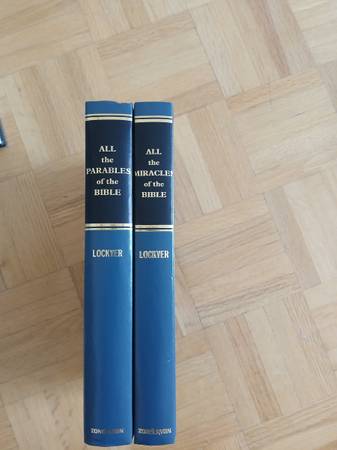 ALL
the
PARABLES
of the
BIBLE
LOCKYER
ZONDERVAN
ALL
the
MIRACLES
of the
BIBLE
LOCKYER
ZONDERVAN